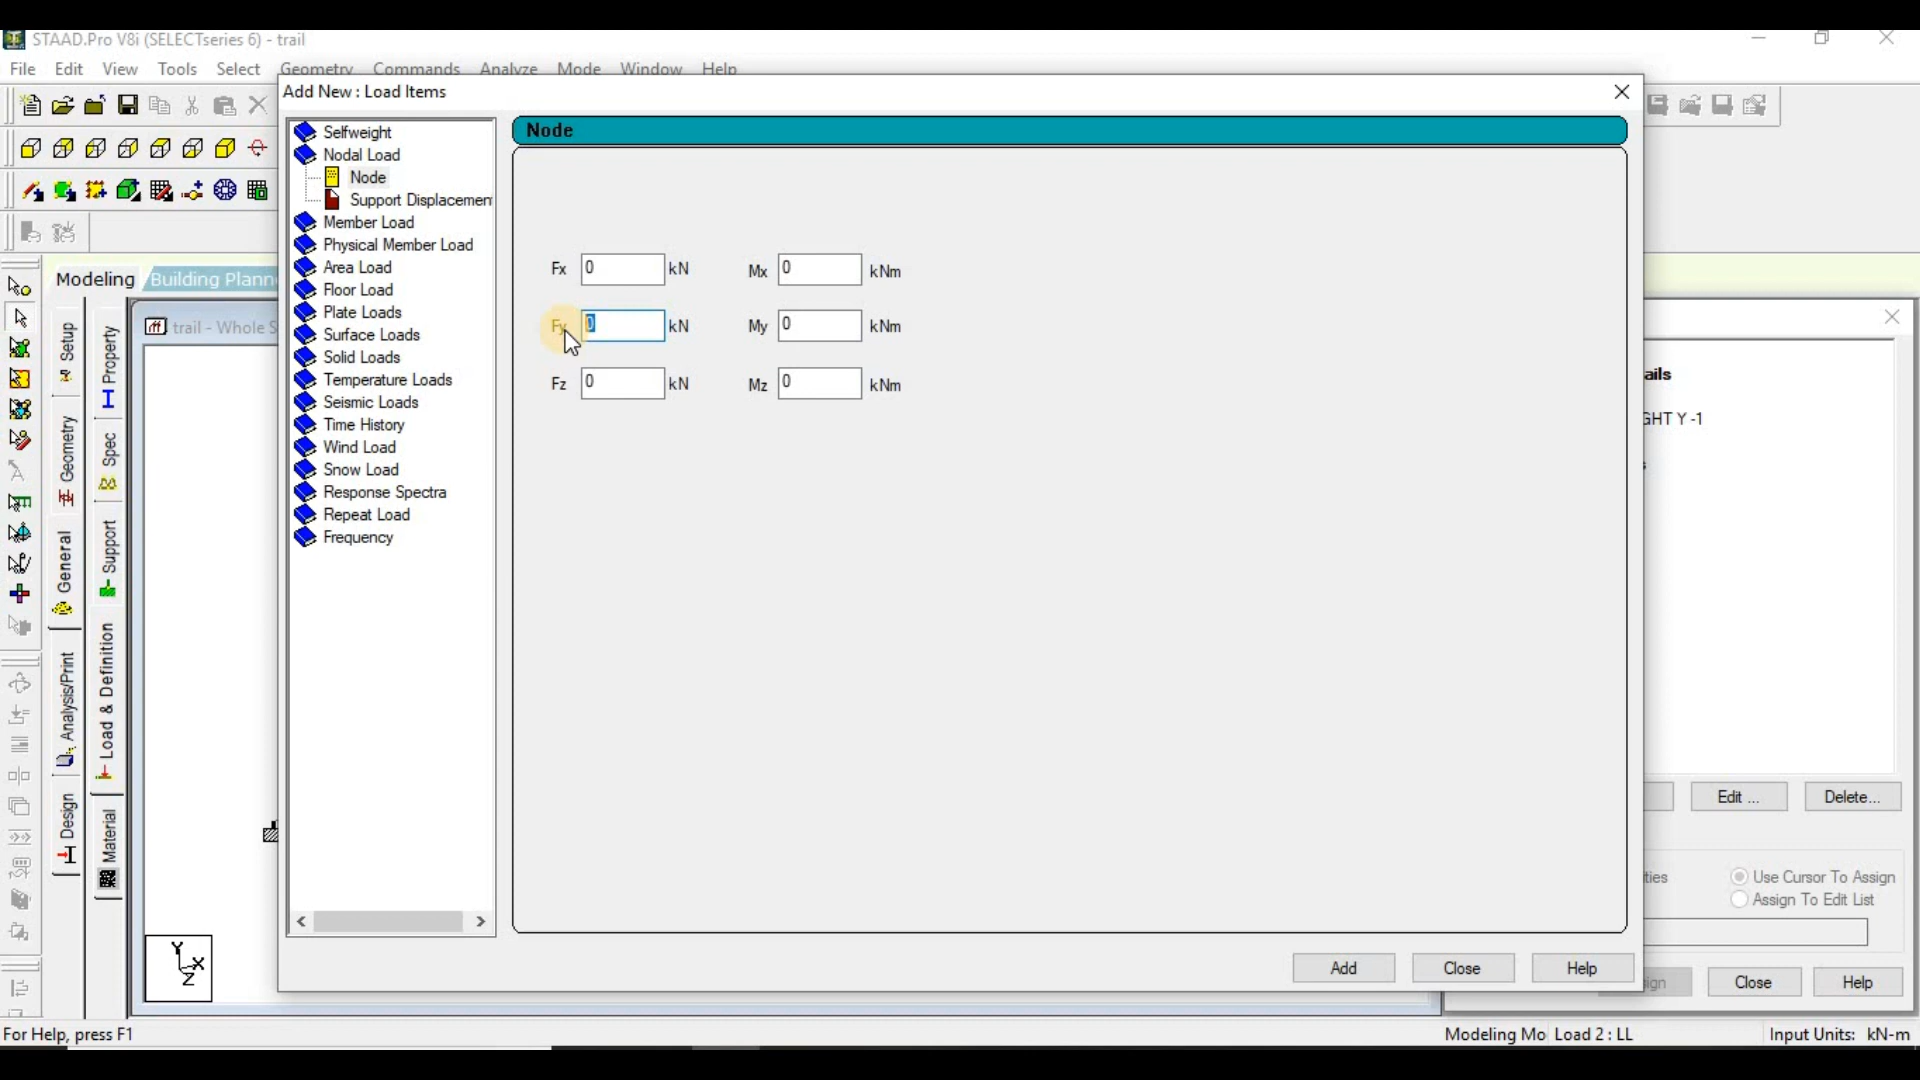 STAAD.Pro V8i (SELECTseries 6) - trail
File Edit View Tools Select Geometry Commands Analyze Mode Window Help
Add New : Load Items
Selfweight
Nodal Load
Node
Support Displacemen
Member Load
Physical Member Load
Area Load
Floor Load
Plate Loads
Surface Loads
Solid Loads
Temperature Loads
Seismic Loads
Time History
Wind Load
Snow Load
Response Spectra
Repeat Load
Frequency
Node
Fx 0 kN Mx 0 kNm
Fy 0 kN My 0 kNm
Fz 0 kN Mz 0 kNm
Add Close Help
Modeling Building Plann
trail - Whole S
Setup
Geometry
General
Analysis/Print
Design
Property
Spec
Support
Load & Definition
Material
Y
X
Z
ails
GHT Y -1
Edit ... Delete...
ties
Use Cursor To Assign
Assign To Edit List
ign Close Help
For Help, press F1 Modeling Mo Load 2 : LL Input Units: kN-m